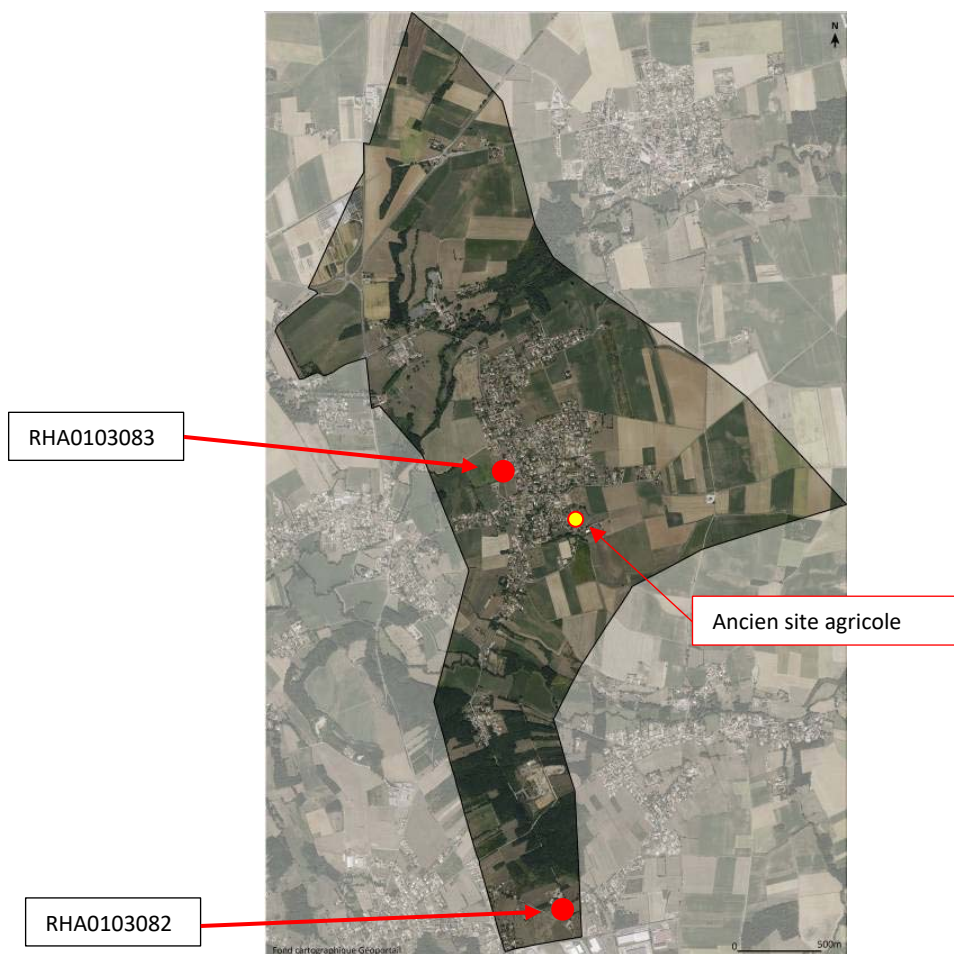 N
RHA0103083
Ancien site agricole
RHA0103082
Fond cartographique Géoportail
0 500m